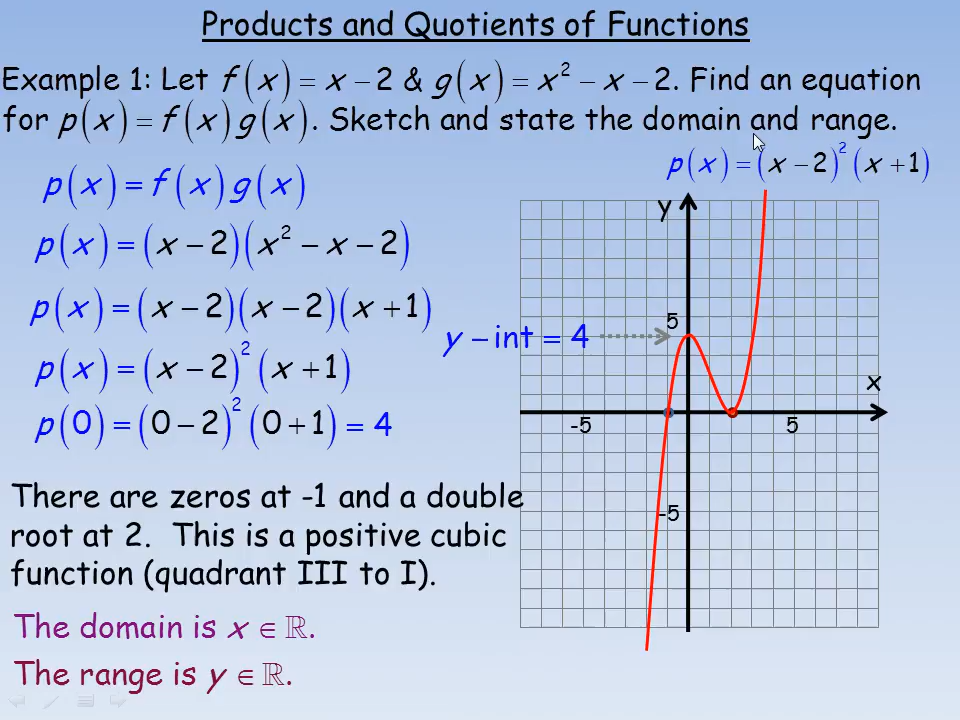 Products and Quotients of Functions
Example 1: Let f(x) = x − 2 & g(x) = x² − x − 2. Find an equation
for p(x) = f(x)g(x). Sketch and state the domain and range.
p(x) = (x − 2)²(x + 1)
p(x) = f(x)g(x)
p(x) = (x − 2)(x² − x − 2)
p(x) = (x − 2)(x − 2)(x + 1)
p(x) = (x − 2)²(x + 1)
p(0) = (0 − 2)²(0 + 1) = 4
y − int = 4
y
5
x
-5
5
-5
There are zeros at -1 and a double
root at 2. This is a positive cubic
function (quadrant III to I).
The domain is x ∈ ℝ.
The range is y ∈ ℝ.